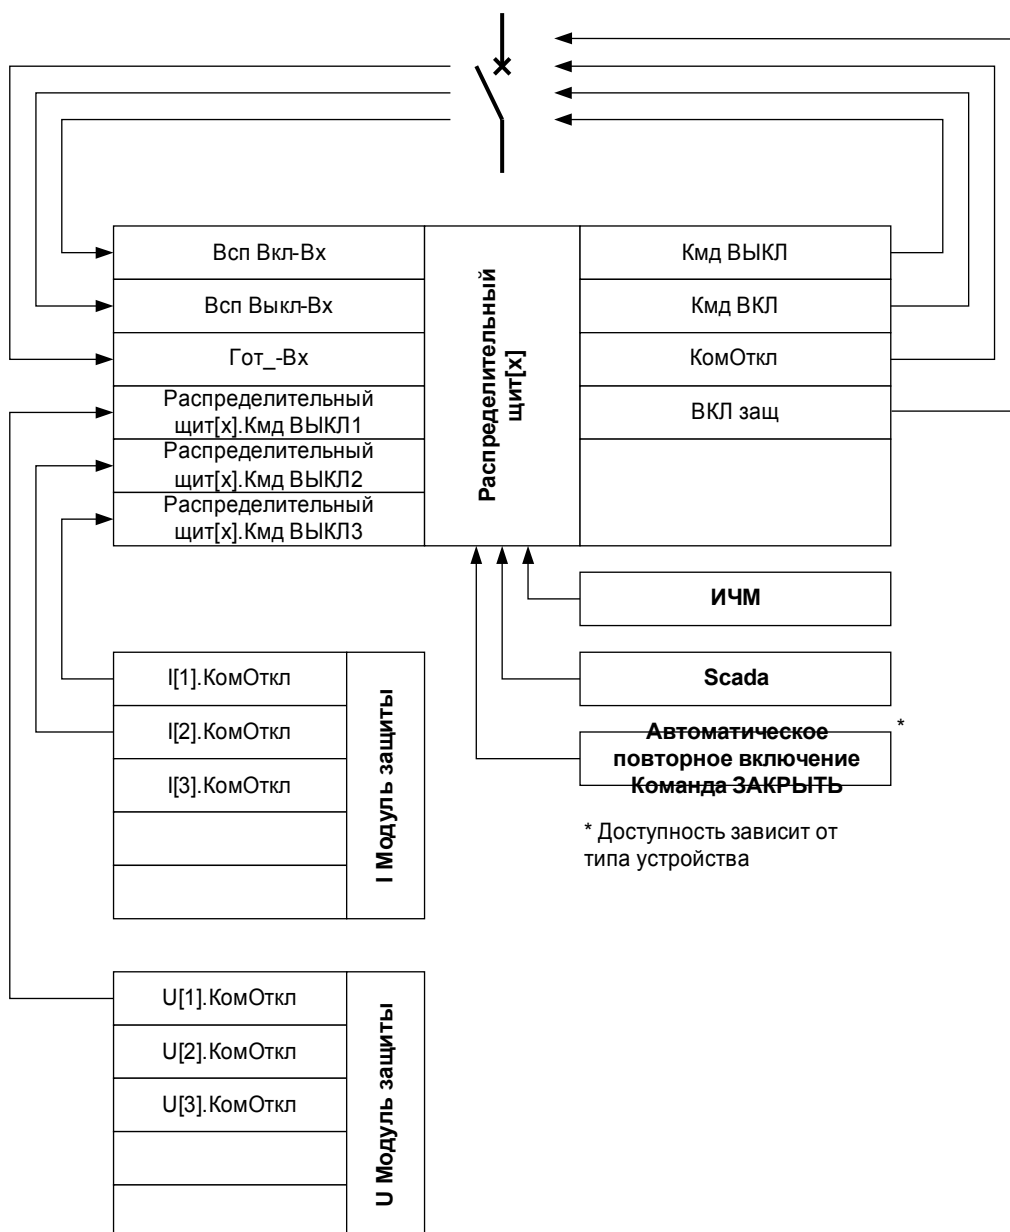 Всп Вкл-Вх
Всп Выкл-Вх
Гот_-Вх
Распределительный
щит[x].Кмд ВЫКЛ1
Распределительный
щит[x].Кмд ВЫКЛ2
Распределительный
щит[x].Кмд ВЫКЛ3
Распределительный
щит[x]
Кмд ВЫКЛ
Кмд ВКЛ
КомОткл
ВКЛ защ
ИЧМ
Scada
Автоматическое
повторное включение
Команда ЗАКРЫТЬ
*
* Доступность зависит от
типа устройства
I[1].КомОткл
I[2].КомОткл
I[3].КомОткл
I Модуль защиты
U[1].КомОткл
U[2].КомОткл
U[3].КомОткл
U Модуль защиты